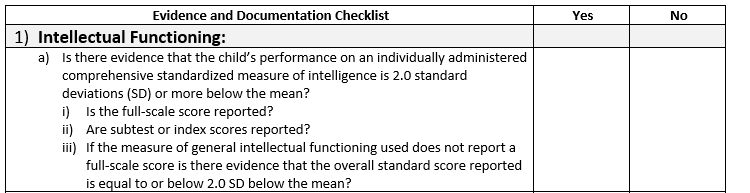 Evidence and Documentation Checklist Yes No
1) Intellectual Functioning:
a) Is there evidence that the child's performance on an individually administered
comprehensive standardized measure of intelligence is 2.0 standard
deviations (SD) or more below the mean?
i) Is the full-scale score reported?
ii) Are subtest or index scores reported?
iii) If the measure of general intellectual functioning used does not report a
full-scale score is there evidence that the overall standard score reported
is equal to or below 2.0 SD below the mean?